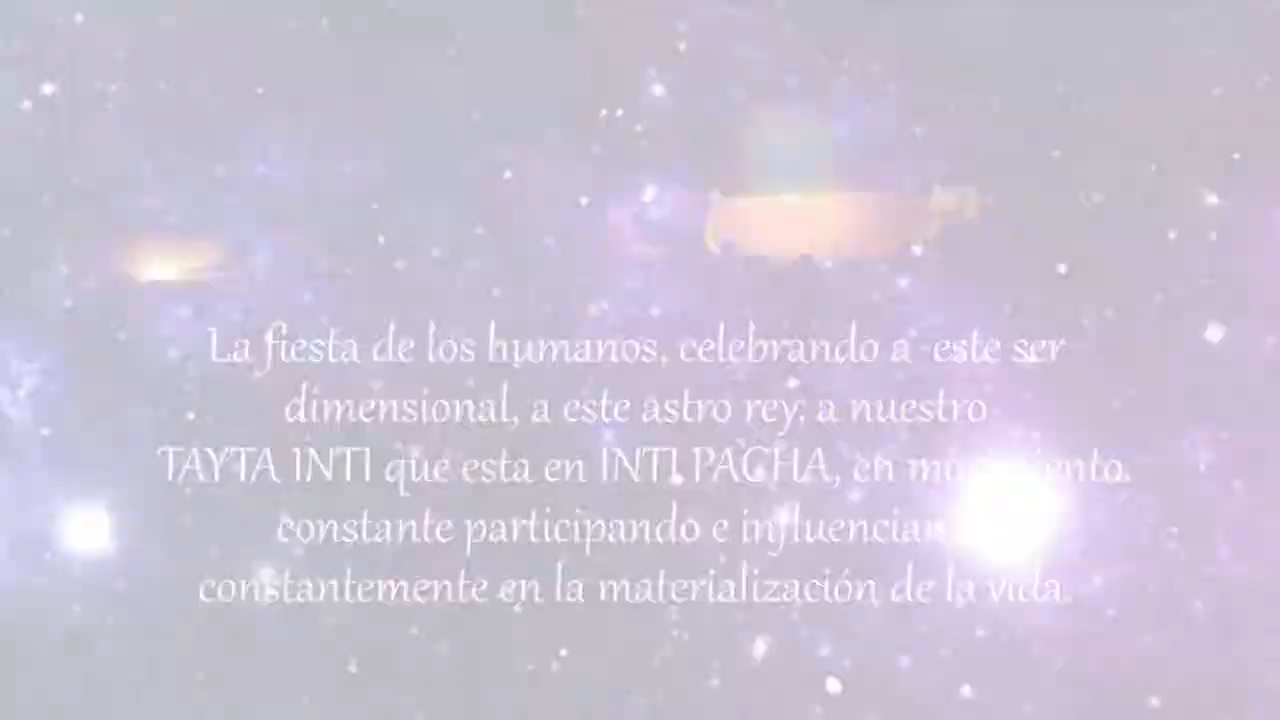 La fiesta de los humanos, celebrando a este ser
dimensional, a este astro rey, a nuestro
TAYTA INTI que esta en INTI PACHA, en
constante participando e
constantemente en la materialización de la vida.